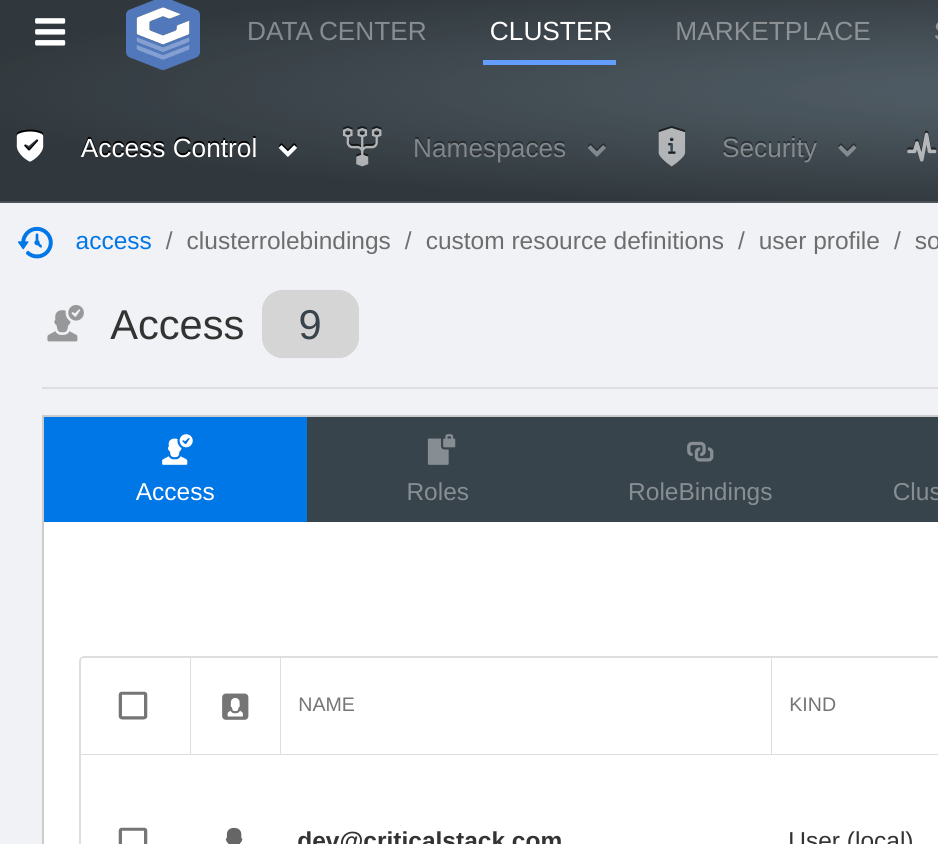 DATA CENTER CLUSTER MARKETPLACE
Access Control Namespaces Security
access / clusterrolebindings / custom resource definitions / user profile / so
Access 9
Access Roles RoleBindings Clus
NAME KIND
dev@criticalstack.com User (local)